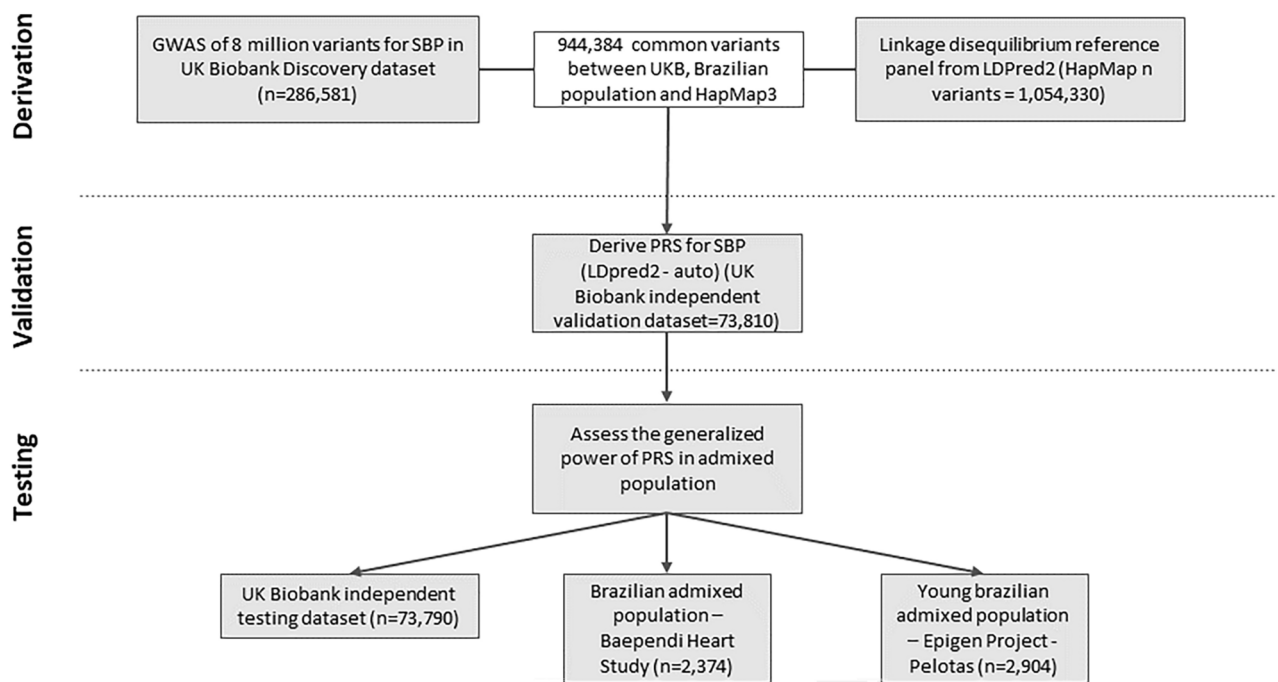 Derivation
GWAS of 8 million variants for SBP in
UK Biobank Discovery dataset
(n=286,581)
944,384 common variants
between UKB, Brazilian
population and HapMap3
Linkage disequilibrium reference
panel from LDPred2 (HapMap n
variants = 1,054,330)
Validation
Derive PRS for SBP
(LDpred2 - auto) (UK
Biobank independent
validation dataset=73,810)
Testing
Assess the generalized
power of PRS in admixed
population
UK Biobank independent
testing dataset (n=73,790)
Brazilian admixed
population –
Baependi Heart
Study (n=2,374)
Young brazilian
admixed population
– Epigen Project -
Pelotas (n=2,904)